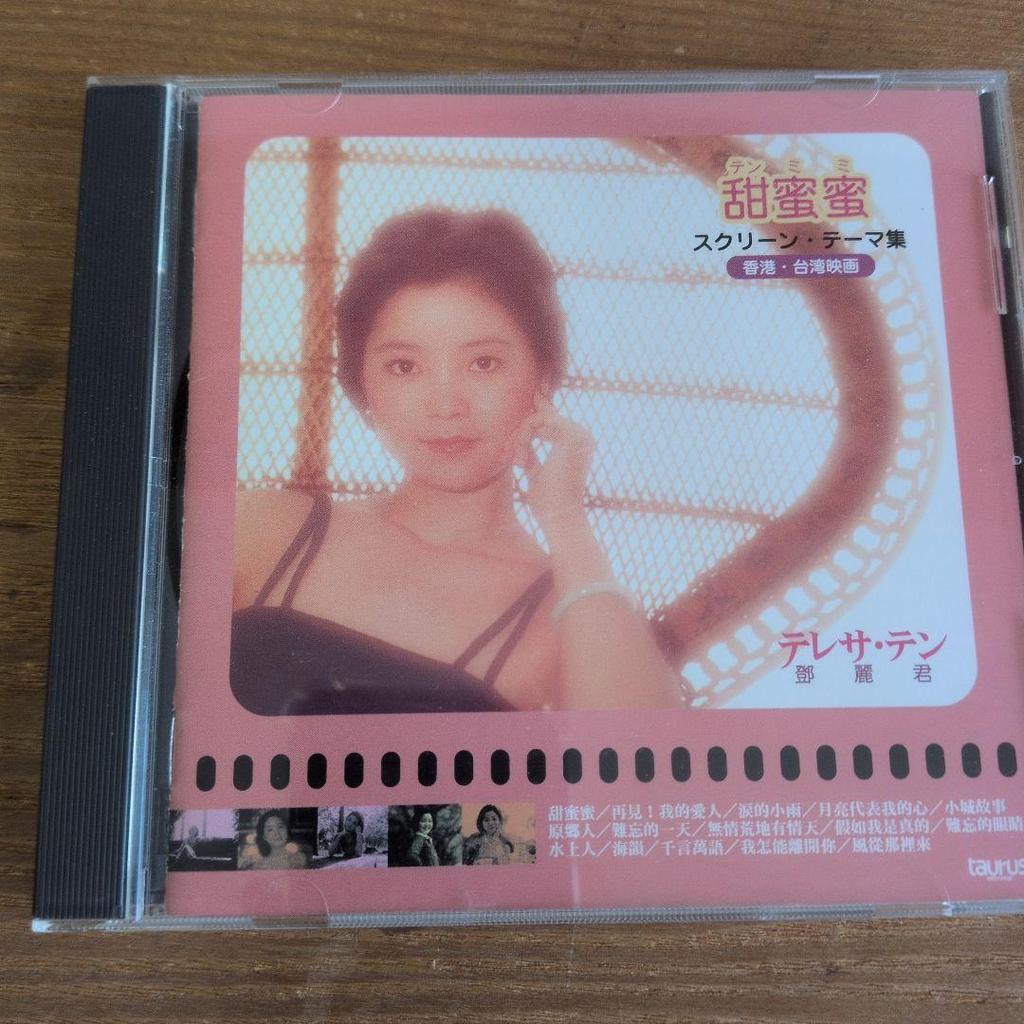 テン ミ ミ
甜蜜蜜
スクリーン・テーマ集
香港・台湾映画
テレサ・テン
鄧麗君
甜蜜蜜／再見！我的愛人／淚的小雨／月亮代表我的心／小城故事
原鄉人／難忘的一天／無情荒地有情天／假如我是真的／難忘的眼睛
水上人／海韻／千言萬語／我怎能離開你／風從那裡來
taurus